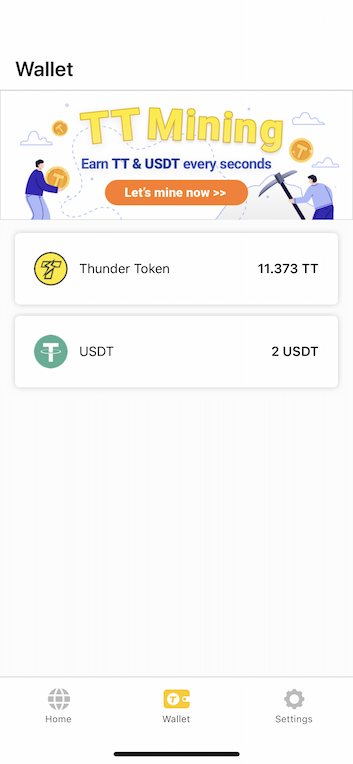 Wallet
TT Mining
Earn TT & USDT every seconds
Let's mine now >>
Thunder Token 11.373 TT
USDT 2 USDT
Home Wallet Settings